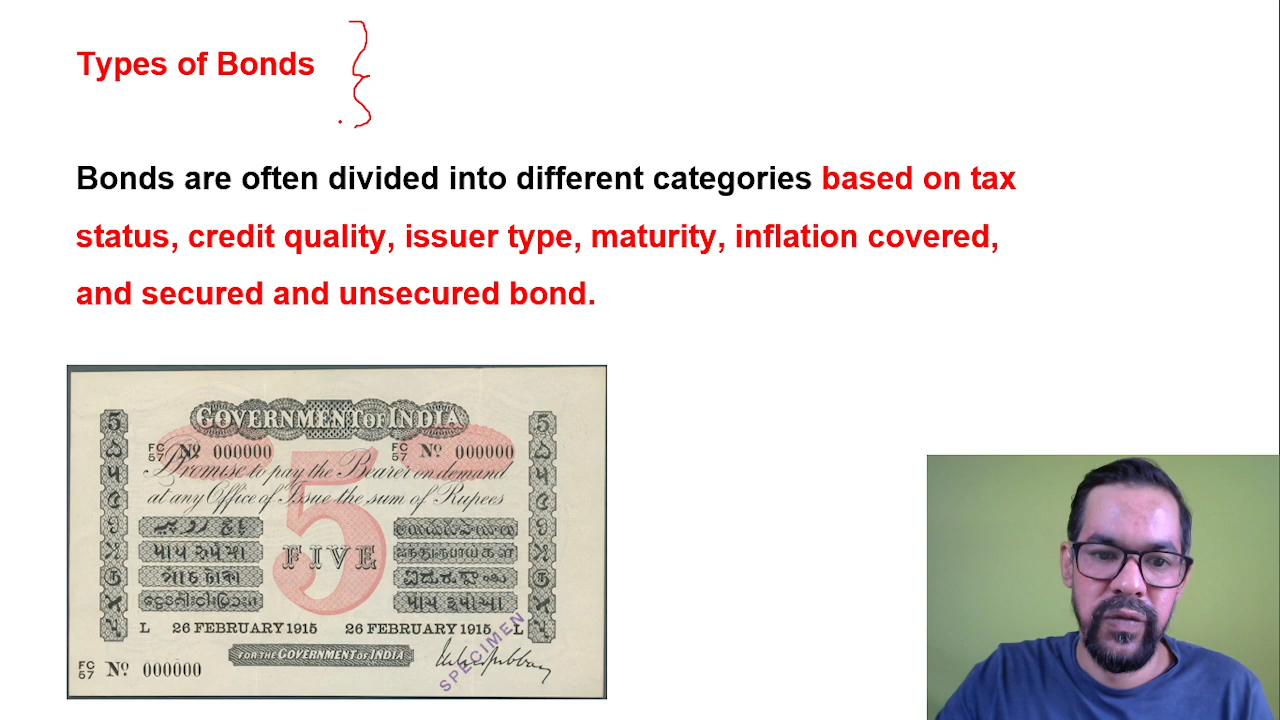 Types of Bonds
Bonds are often divided into different categories based on tax
status, credit quality, issuer type, maturity, inflation covered,
and secured and unsecured bond.
GOVERNMENT OF INDIA
FC 57 Nº 000000 FC 57 Nº 000000
Promise to pay the Bearer on demand
at any Office of Issue the sum of Rupees
5
FIVE
L 26 FEBRUARY 1915 26 FEBRUARY 1915 L
FOR THE GOVERNMENT OF INDIA
SPECIMEN
FC 57 Nº 000000